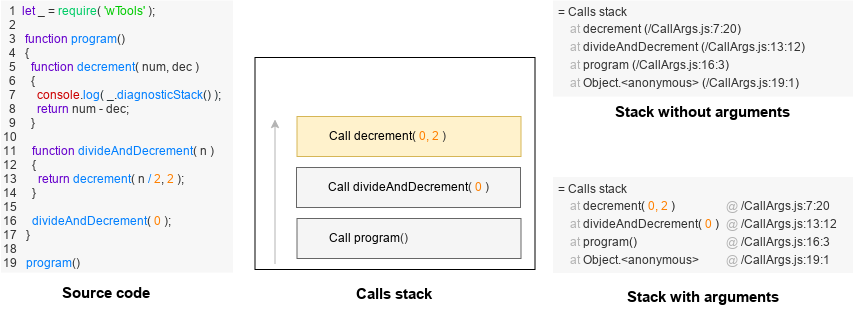 1 let _ = require( 'wTools' );
2
3 function program()
4 {
5 function decrement( num, dec )
6 {
7 console.log( _.diagnosticStack() );
8 return num - dec;
9 }
10
11 function divideAndDecrement( n )
12 {
13 return decrement( n / 2, 2 );
14 }
15
16 divideAndDecrement( 0 );
17 }
18
19 program()
Source code
Call decrement( 0, 2 )
Call divideAndDecrement( 0 )
Call program()
Calls stack
= Calls stack
at decrement (/CallArgs.js:7:20)
at divideAndDecrement (/CallArgs.js:13:12)
at program (/CallArgs.js:16:3)
at Object.<anonymous> (/CallArgs.js:19:1)
Stack without arguments
= Calls stack
at decrement( 0, 2 ) @ /CallArgs.js:7:20
at divideAndDecrement( 0 ) @ /CallArgs.js:13:12
at program() @ /CallArgs.js:16:3
at Object.<anonymous> @ /CallArgs.js:19:1
Stack with arguments